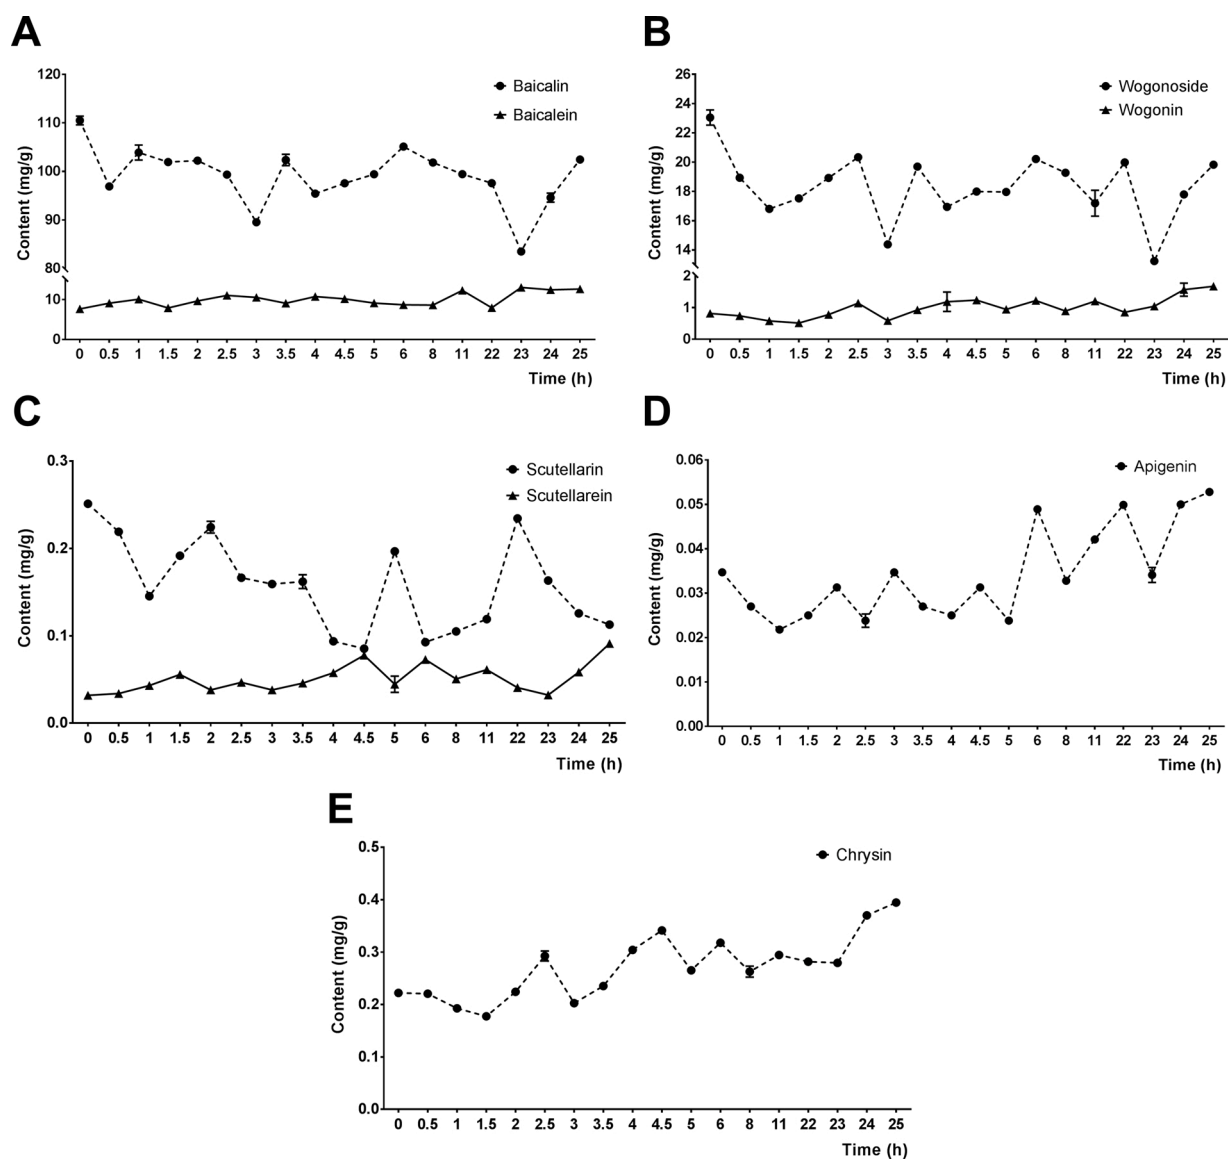 A
Content (mg/g)
120
110
100
90
80
10
0
Baicalin
Baicalein
0 0.5 1 1.5 2 2.5 3 3.5 4 4.5 5 6 8 11 22 23 24 25
Time (h)
B
Content (mg/g)
26
24
22
20
18
16
14
2
1
0
Wogonoside
Wogonin
0 0.5 1 1.5 2 2.5 3 3.5 4 4.5 5 6 8 11 22 23 24 25
Time (h)
C
Content (mg/g)
0.3
0.2
0.1
0.0
Scutellarin
Scutellarein
0 0.5 1 1.5 2 2.5 3 3.5 4 4.5 5 6 8 11 22 23 24 25
Time (h)
D
Content (mg/g)
0.06
0.05
0.04
0.03
0.02
0.01
0.00
Apigenin
0 0.5 1 1.5 2 2.5 3 3.5 4 4.5 5 6 8 11 22 23 24 25
Time (h)
E
Content (mg/g)
0.5
0.4
0.3
0.2
0.1
0.0
Chrysin
0 0.5 1 1.5 2 2.5 3 3.5 4 4.5 5 6 8 11 22 23 24 25
Time (h)